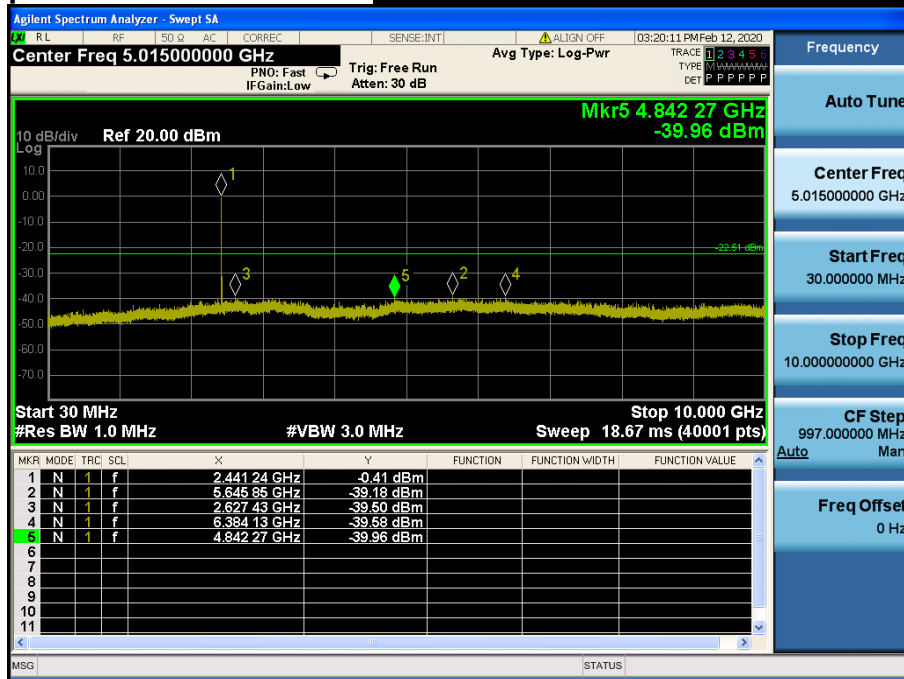 Agilent Spectrum Analyzer - Swept SA
LXI RL RF 50 Ω AC CORREC SENSE:INT ALIGN OFF 03:20:11 PM Feb 12, 2020
Center Freq 5.015000000 GHz
PNO: Fast
IFGain:Low
Trig: Free Run
Atten: 30 dB
Avg Type: Log-Pwr
TRACE 1 2 3 4 5 6
TYPE M WWWWW
DET P P P P P P
Mkr5 4.842 27 GHz
-39.96 dBm
10 dB/div Ref 20.00 dBm
Log
10.0
0.00
-10.0
-20.0
-30.0
-40.0
-50.0
-60.0
-70.0
1
3
5
2
4
-22.51 dBm
Start 30 MHz Stop 10.000 GHz
#Res BW 1.0 MHz #VBW 3.0 MHz Sweep 18.67 ms (40001 pts)
MKR MODE TRC SCL X Y FUNCTION FUNCTION WIDTH FUNCTION VALUE
1 N 1 f 2.441 24 GHz -0.41 dBm
2 N 1 f 5.645 85 GHz -39.18 dBm
3 N 1 f 2.627 43 GHz -39.50 dBm
4 N 1 f 6.384 13 GHz -39.58 dBm
5 N 1 f 4.842 27 GHz -39.96 dBm
6
7
8
9
10
11
MSG STATUS
Frequency
Auto Tune
Center Freq
5.015000000 GHz
Start Freq
30.000000 MHz
Stop Freq
10.000000000 GHz
CF Step
997.000000 MHz
Auto Man
Freq Offset
0 Hz